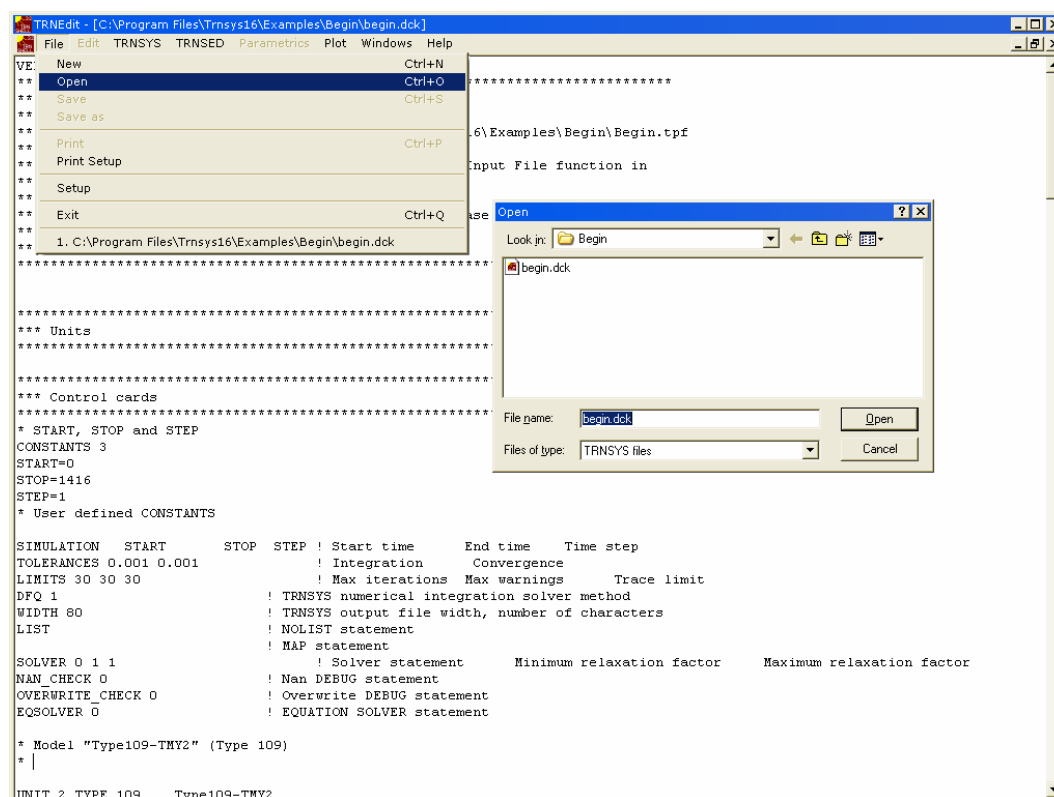 TRNEdit - [C:\Program Files\Trnsys16\Examples\Begin\begin.dck]
File Edit TRNSYS TRNSED Parametrics Plot Windows Help
VE
New Ctrl+N
Open Ctrl+O
** *************************
Save Ctrl+S
**
Save as
**
** .6\Examples\Begin\Begin.tpf
Print Ctrl+P
**
Print Setup
** Input File function in
**
Setup
**
Exit Ctrl+Q
** ase
**
1. C:\Program Files\Trnsys16\Examples\Begin\begin.dck
**
Open
Look in: Begin
begin.dck
File name: begin.dck Open
Files of type: TRNSYS files Cancel
**********************************************************
**********************************************************
*** Units
**********************************************************
**********************************************************
*** Control cards
**********************************************************
* START, STOP and STEP
CONSTANTS 3
START=0
STOP=1416
STEP=1
* User defined CONSTANTS
SIMULATION START STOP STEP ! Start time End time Time step
TOLERANCES 0.001 0.001 ! Integration Convergence
LIMITS 30 30 30 ! Max iterations Max warnings Trace limit
DFQ 1 ! TRNSYS numerical integration solver method
WIDTH 80 ! TRNSYS output file width, number of characters
LIST ! NOLIST statement
! MAP statement
SOLVER 0 1 1 ! Solver statement Minimum relaxation factor Maximum relaxation factor
NAN_CHECK 0 ! Nan DEBUG statement
OVERWRITE_CHECK 0 ! Overwrite DEBUG statement
EQSOLVER 0 ! EQUATION SOLVER statement
* Model "Type109-TMY2" (Type 109)
*
UNIT 2 TYPE 109 Type109-TMY2